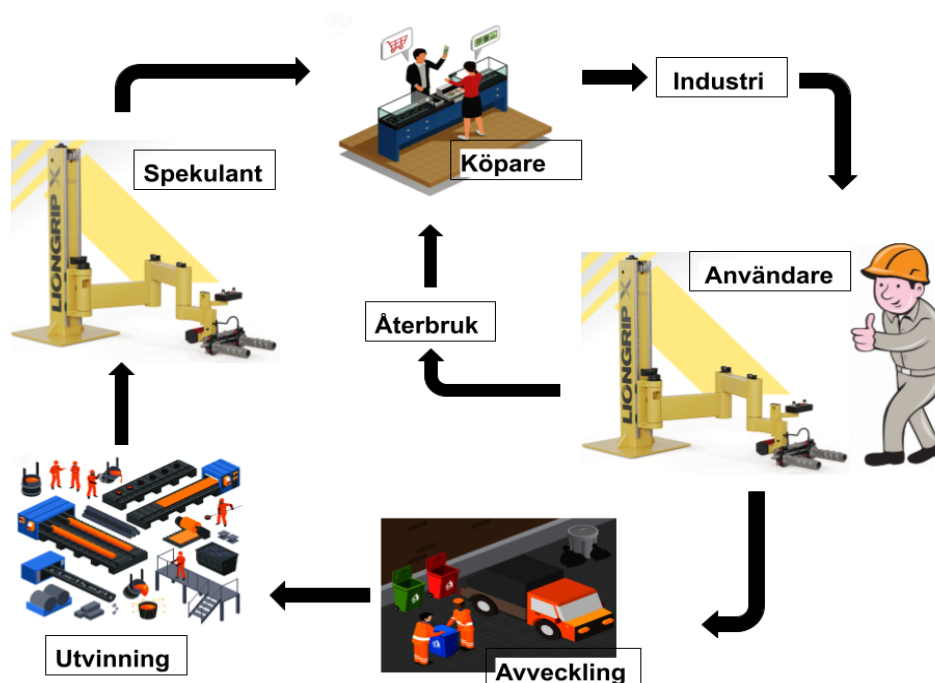 Köpare
Industri
Spekulant
LIONGRIP X
Användare
LIONGRIP X
Återbruk
Utvinning
Avveckling